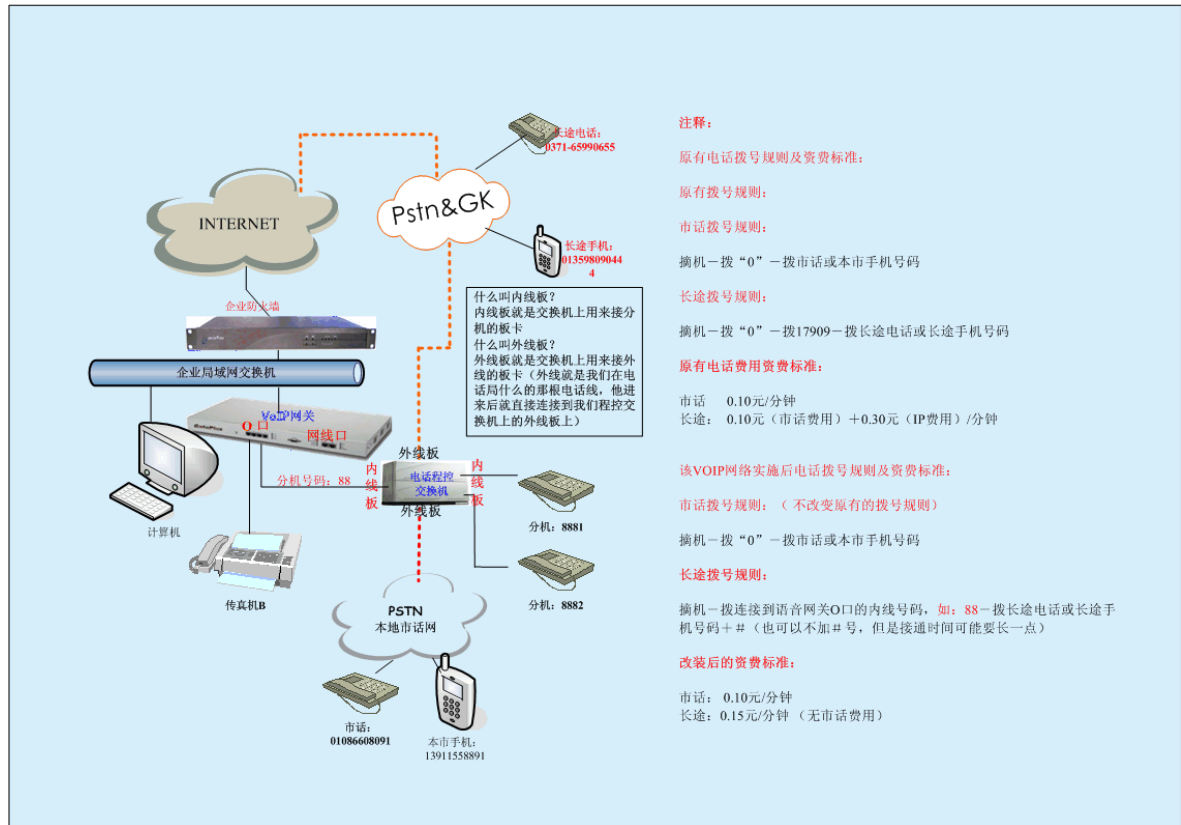 长途电话:
0371-65990655
Pstn&GK
INTERNET
长途手机:
01359809044
4
企业防火墙
什么叫内线板?
内线板就是交换机上用来接分
机的板卡
什么叫外线板?
外线板就是交换机上用来接外
线的板卡(外线就是我们在电
话局什么的那根电话线,他进
来后就直接连接到我们程控交
换机上的外线板上)
企业局域网交换机
VoIP网关
O 口
网线口
外线板
内线板
电话程控
交换机
内线板
外线板
分机号码:88
分机:8881
分机:8882
计算机
传真机B
PSTN
本地市话网
市话:
01086608091
本市手机:
13911558891
注释:
原有电话拨号规则及资费标准:
原有拨号规则:
市话拨号规则:
摘机-拨“0”-拨市话或本市手机号码
长途拨号规则:
摘机-拨“0”-拨17909-拨长途电话或长途手机号码
原有电话费用资费标准:
市话 0.10元/分钟
长途: 0.10元(市话费用)+0.30元(IP费用)/分钟
该VOIP网络实施后电话拨号规则及资费标准:
市话拨号规则:( 不改变原有的拨号规则)
摘机-拨“0”-拨市话或本市手机号码
长途拨号规则:
摘机-拨连接到语音网关O口的内线号码,如:88-拨长途电话或长途手
机号码+#(也可以不加#号,但是接通时间可能要长一点)
改装后的资费标准:
市话: 0.10元/分钟
长途:0.15元/分钟 (无市话费用)